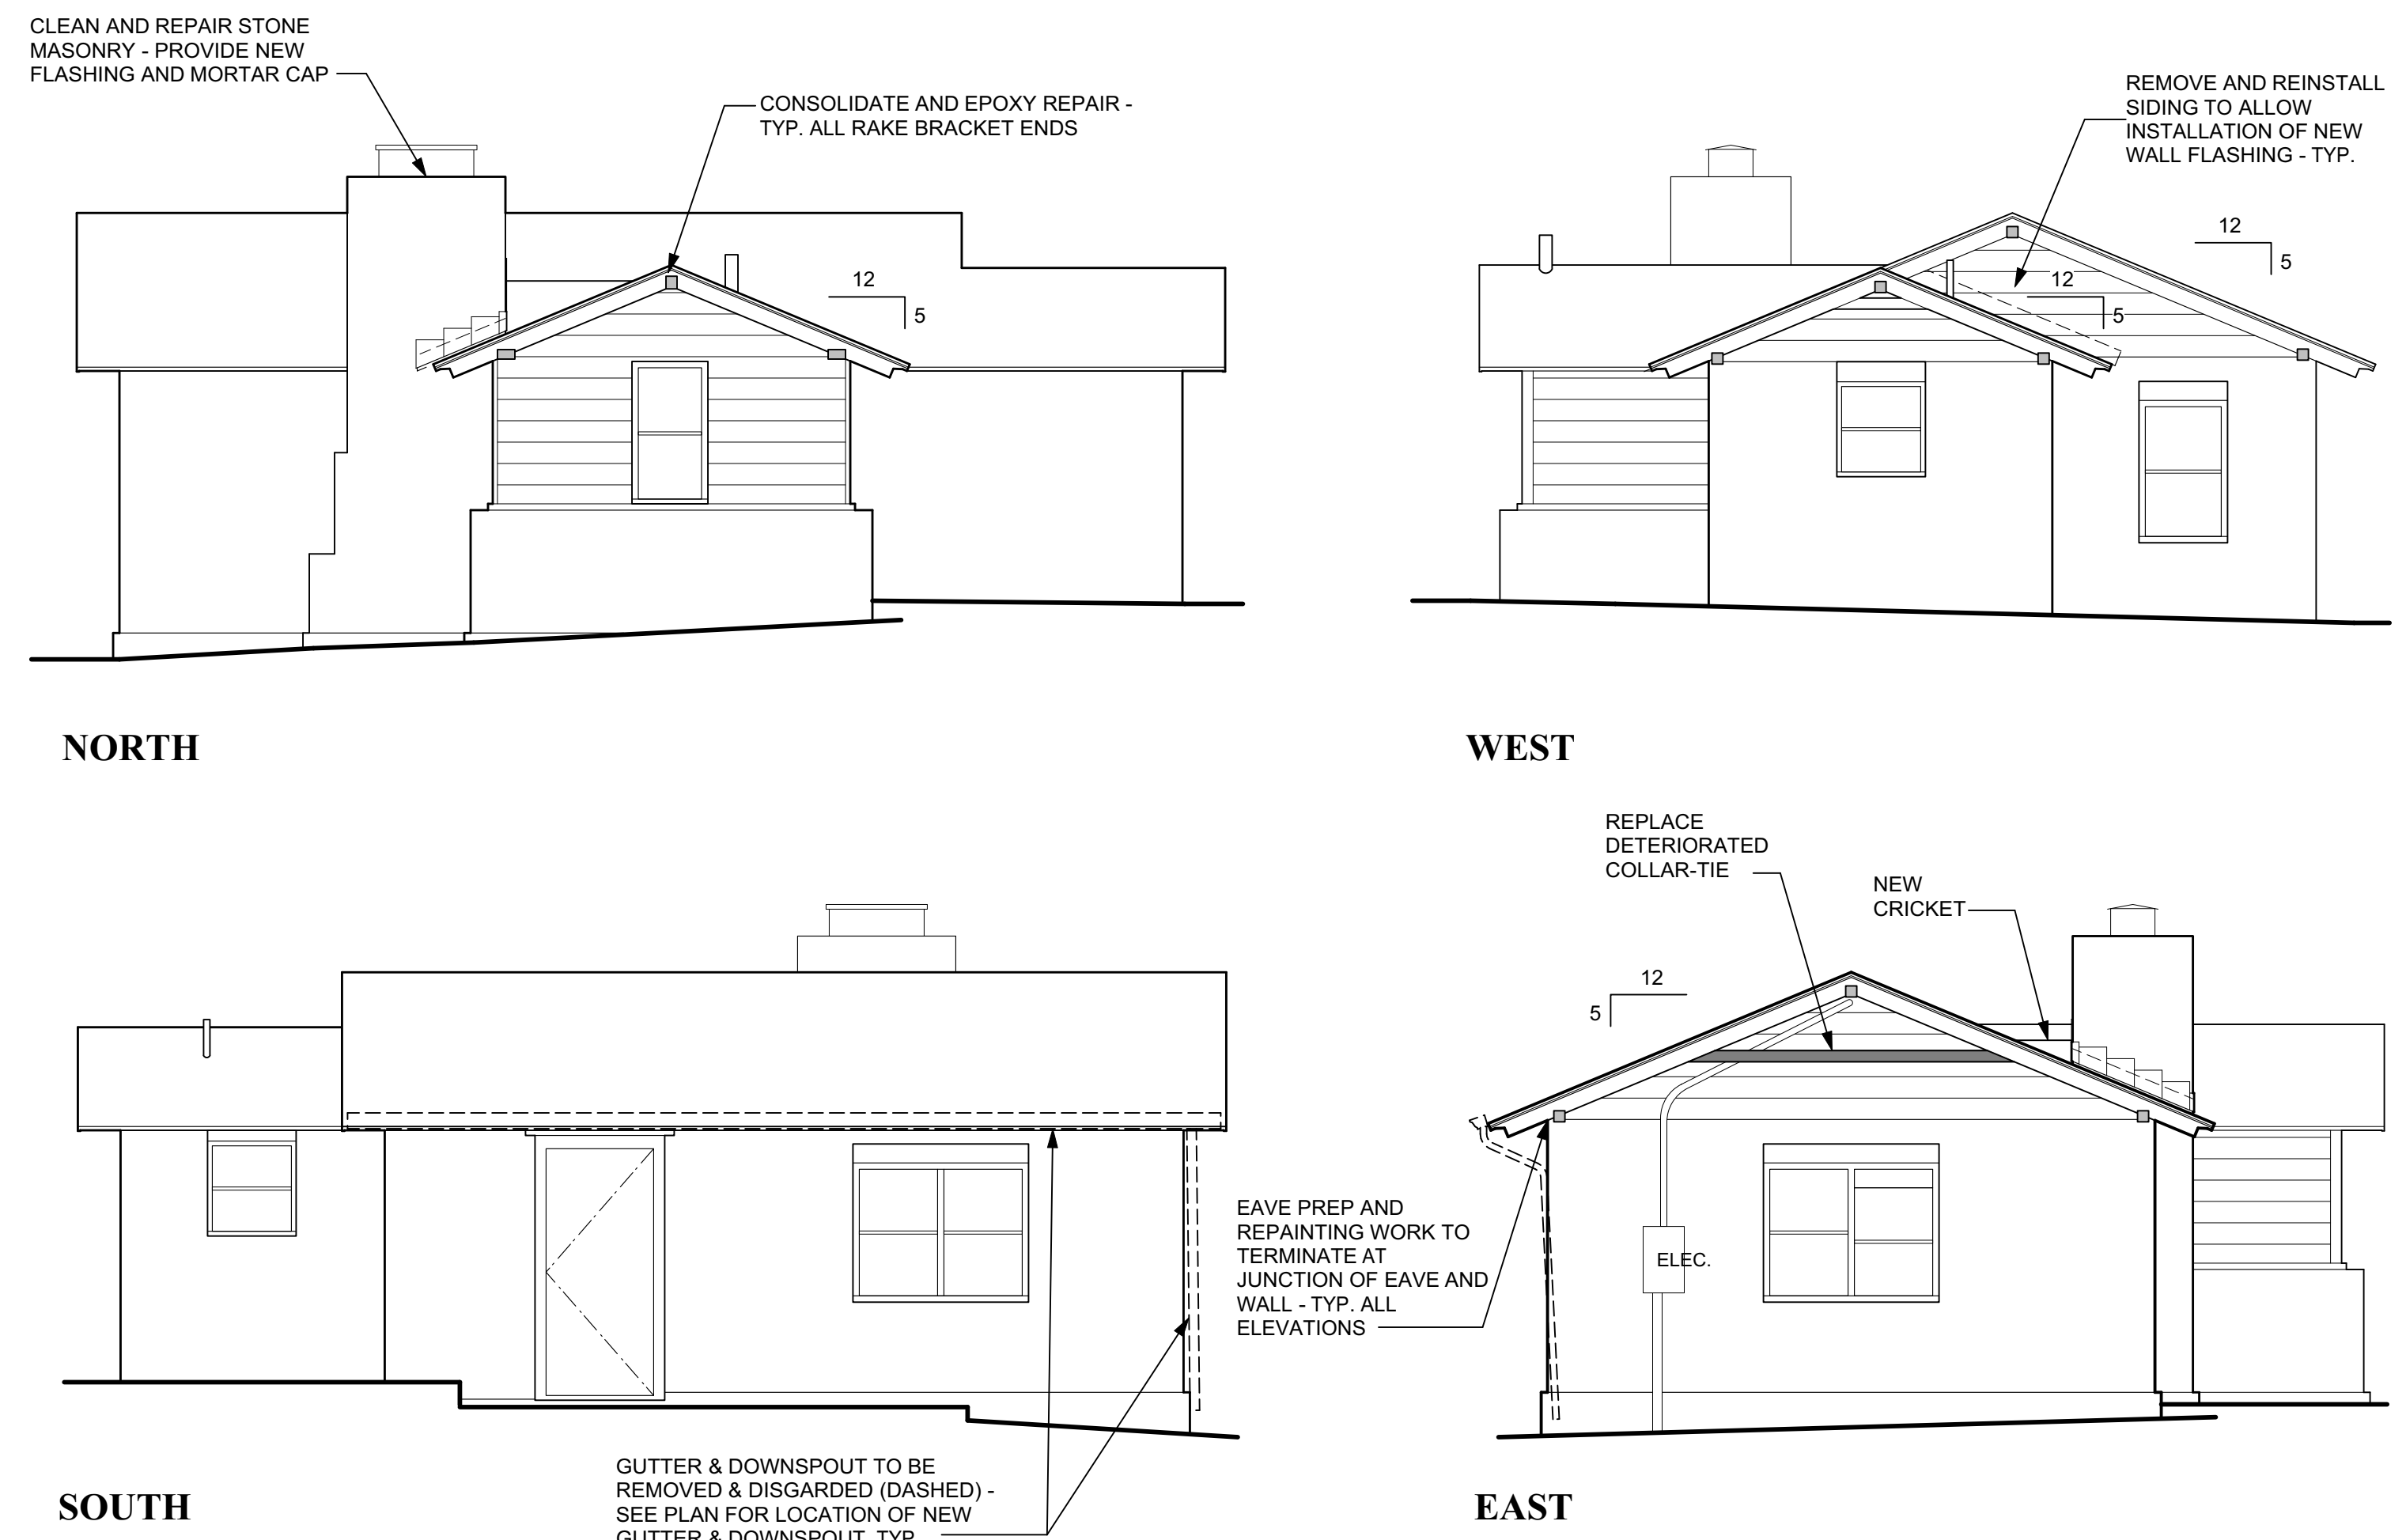 CLEAN AND REPAIR STONE
MASONRY - PROVIDE NEW
FLASHING AND MORTAR CAP
CONSOLIDATE AND EPOXY REPAIR -
TYP. ALL RAKE BRACKET ENDS
12
5
NORTH
REMOVE AND REINSTALL
SIDING TO ALLOW
INSTALLATION OF NEW
WALL FLASHING - TYP.
12
5
12
5
WEST
GUTTER & DOWNSPOUT TO BE
REMOVED & DISGARDED (DASHED) -
SEE PLAN FOR LOCATION OF NEW
GUTTER & DOWNSPOUT, TYP.
SOUTH
REPLACE
DETERIORATED
COLLAR-TIE
NEW
CRICKET
12
5
EAVE PREP AND
REPAINTING WORK TO
TERMINATE AT
JUNCTION OF EAVE AND
WALL - TYP. ALL
ELEVATIONS
ELEC.
EAST